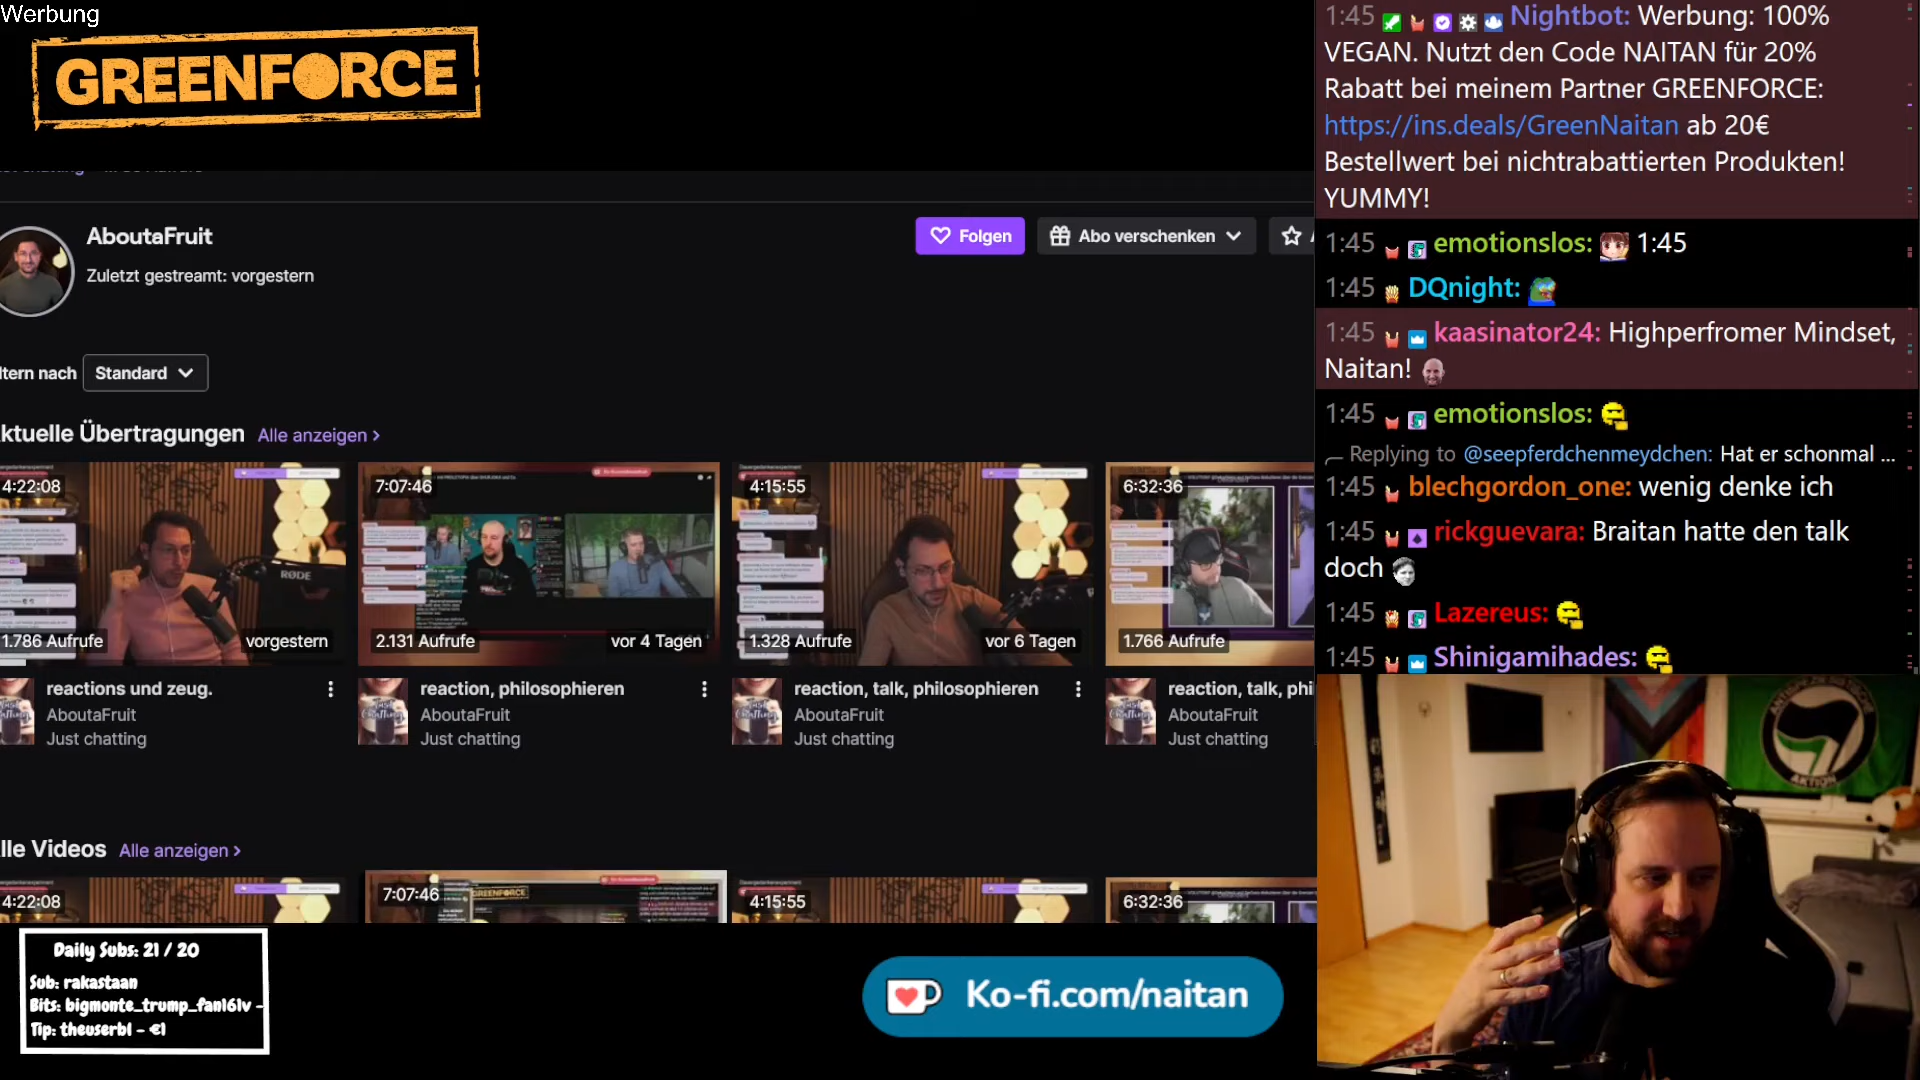 Werbung
GREENFORCE
AboutaFruit
Zuletzt gestreamt: vorgestern
Folgen
Abo verschenken
ltern nach
Standard
ktuelle Übertragungen
Alle anzeigen
4:22:08
7:07:46
4:15:55
6:32:36
RØDE
1.786 Aufrufe
vorgestern
2.131 Aufrufe
vor 4 Tagen
1.328 Aufrufe
vor 6 Tagen
1.766 Aufrufe
reactions und zeug.
AboutaFruit
Just chatting
reaction, philosophieren
AboutaFruit
Just chatting
reaction, talk, philosophieren
AboutaFruit
Just chatting
reaction, talk, phi
AboutaFruit
Just chatting
lle Videos
Alle anzeigen
4:22:08
7:07:46
GREENFORCE
4:15:55
6:32:36
Daily Subs: 21 / 20
Sub: rakastaan
Bits: bigmonte_trump_fan161v -
Tip: theuserb1 - €1
Ko-fi.com/naitan
1:45 Nightbot: Werbung: 100%
VEGAN. Nutzt den Code NAITAN für 20%
Rabatt bei meinem Partner GREENFORCE:
https://ins.deals/GreenNaitan ab 20€
Bestellwert bei nichtrabattierten Produkten!
YUMMY!
1:45 emotionslos: 1:45
1:45 DQnight:
1:45 kaasinator24: Highperfromer Mindset,
Naitan!
1:45 emotionslos:
Replying to @seepferdchenmeydchen: Hat er schonmal ...
1:45 blechgordon_one: wenig denke ich
1:45 rickguevara: Braitan hatte den talk
doch
1:45 Lazereus:
1:45 Shinigamihades:
AKTION